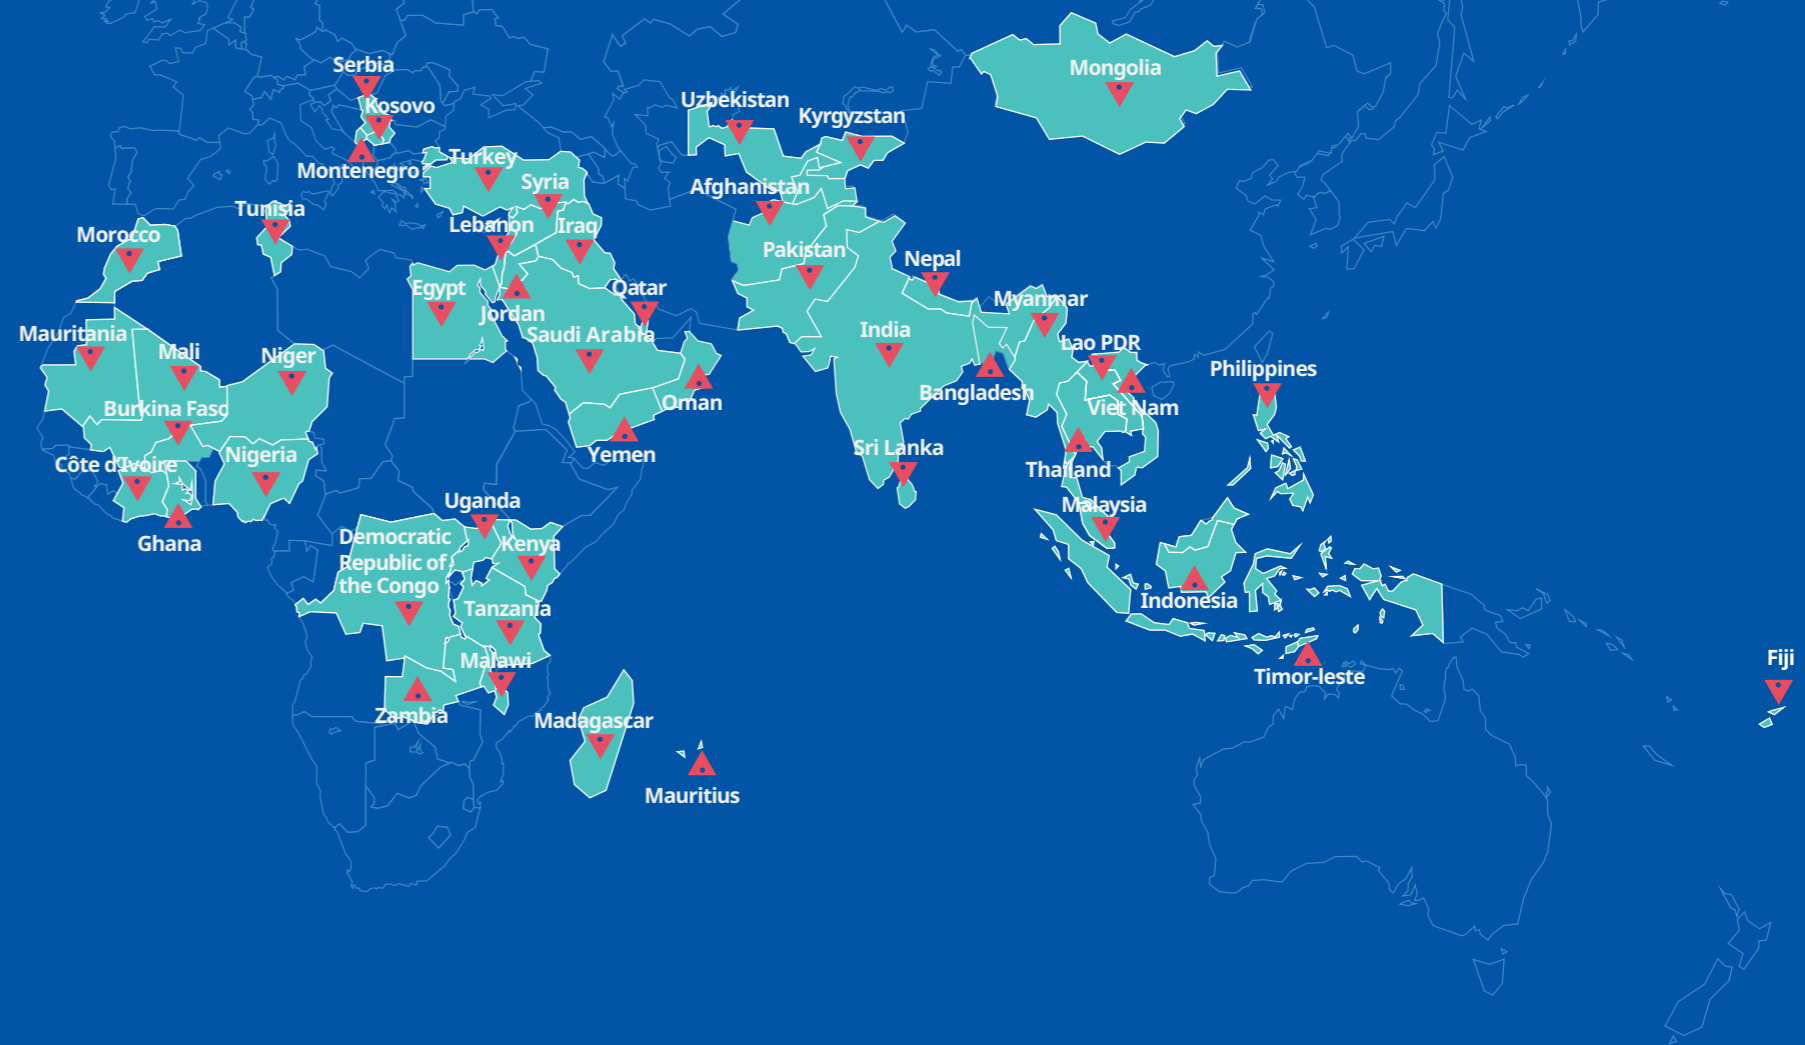 Serbia
Kosovo
Montenegro
Tunisia
Morocco
Mauritania
Mali
Niger
Burkina Faso
Côte d'Ivoire
Nigeria
Ghana
Turkey
Syria
Lebanon
Iraq
Egypt
Jordan
Qatar
Saudi Arabia
Oman
Yemen
Uganda
Democratic
Republic of
the Congo
Kenya
Tanzania
Malawi
Zambia
Madagascar
Mauritius
Uzbekistan
Kyrgyzstan
Mongolia
Afghanistan
Pakistan
Nepal
India
Myanmar
Lao PDR
Bangladesh
Viet Nam
Sri Lanka
Thailand
Malaysia
Philippines
Indonesia
Timor-leste
Fiji